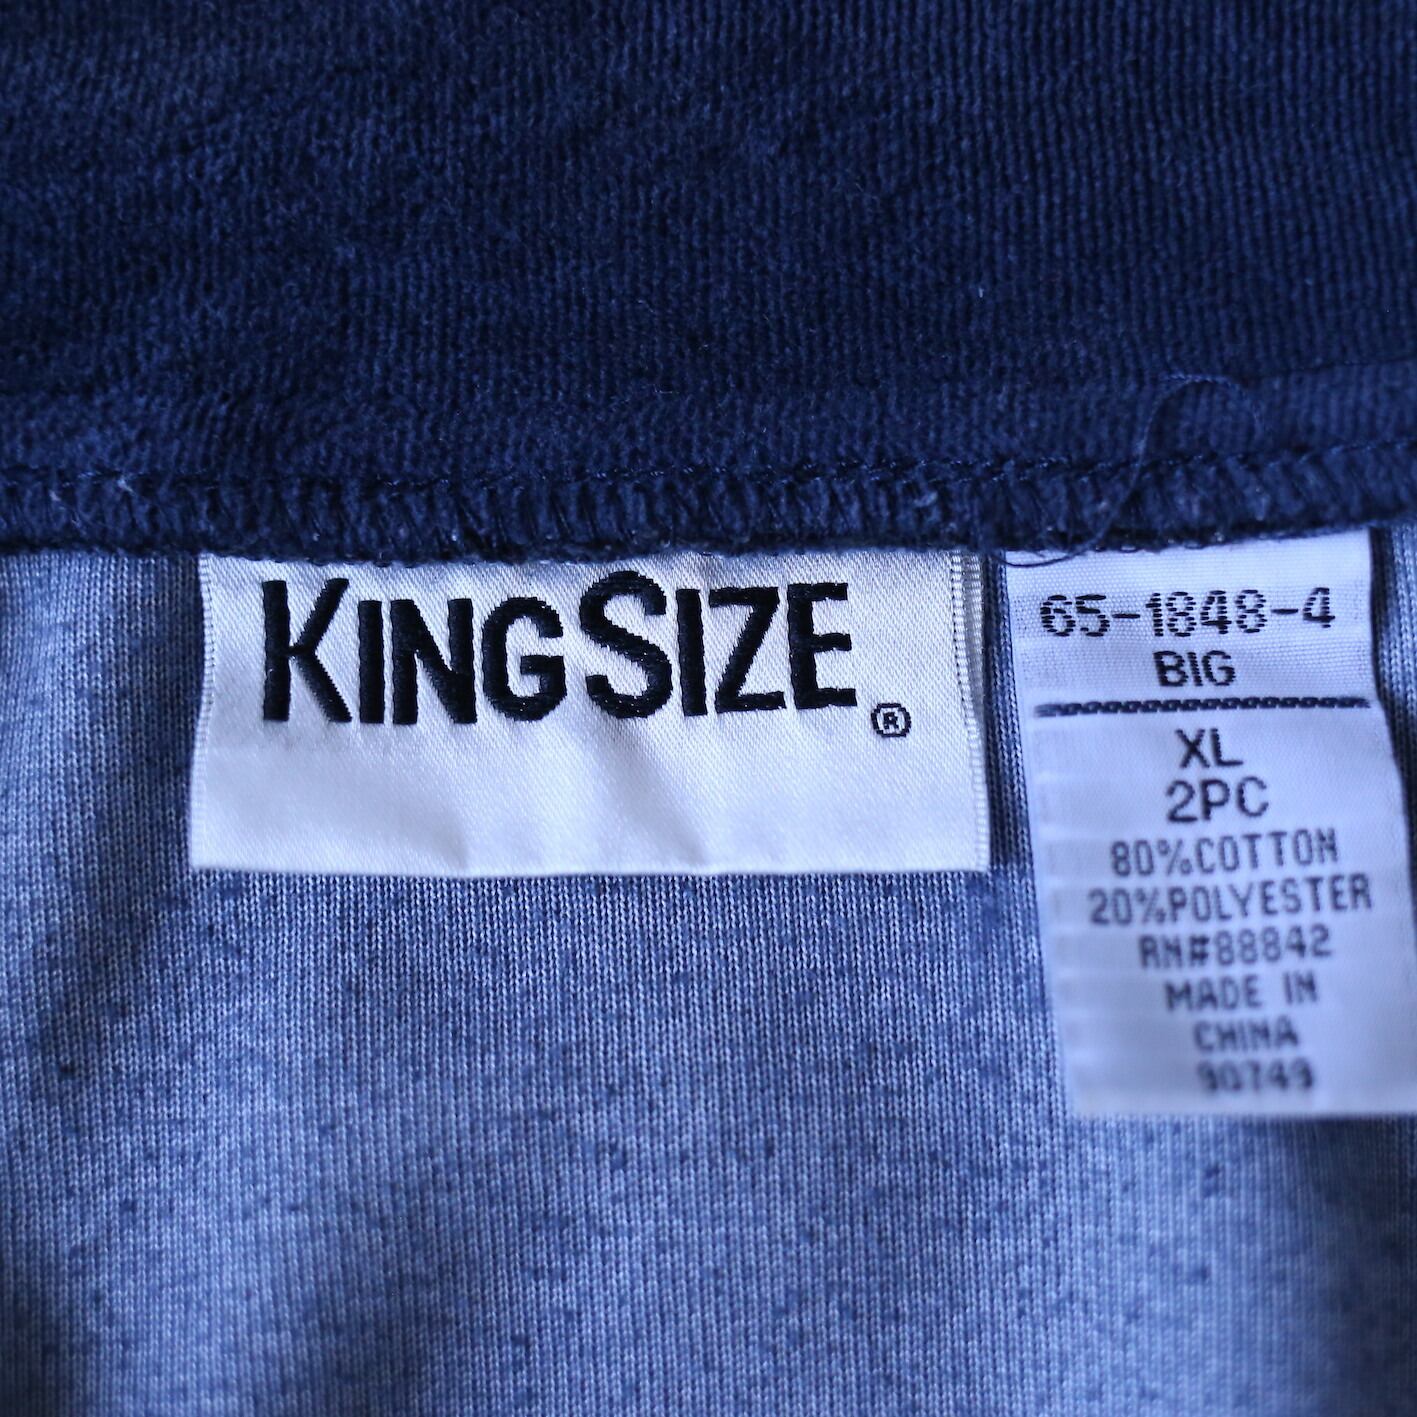 KINGSIZE®
65-1848-4
BIG
XL
2PC
80%COTTON
20%POLYESTER
RN#88842
MADE IN
CHINA
90749